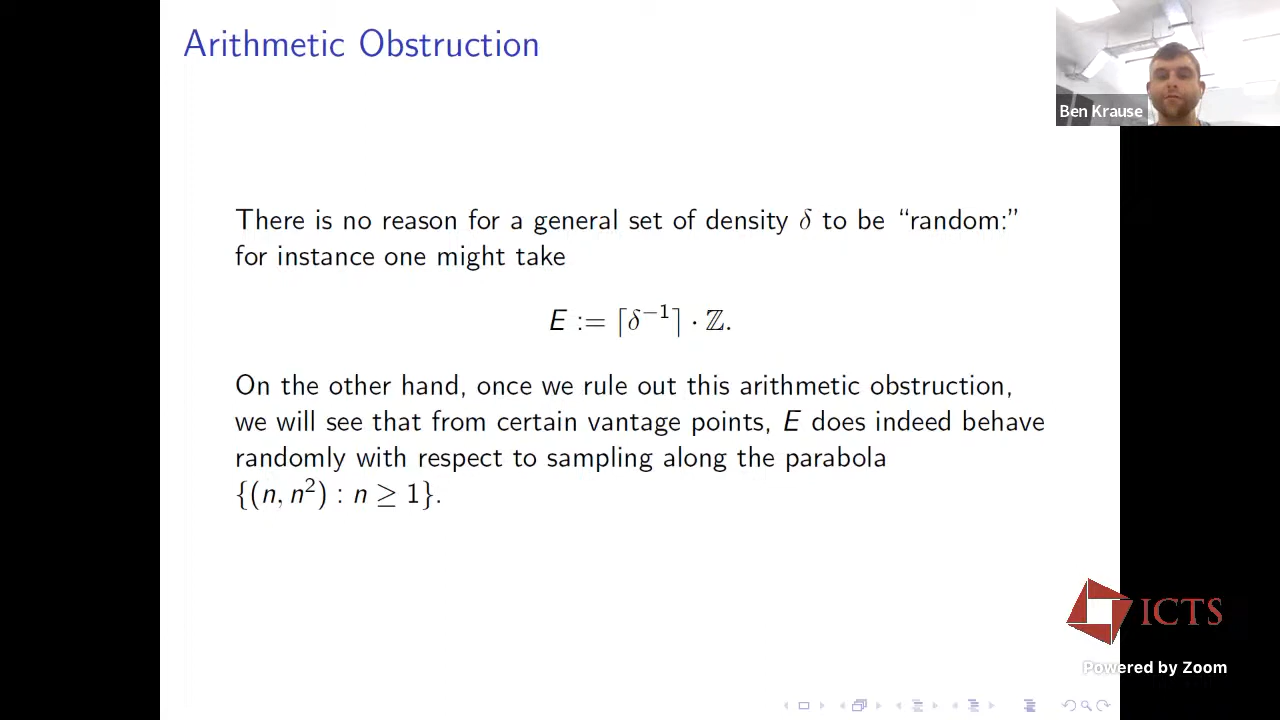 Arithmetic Obstruction
Ben Krause
There is no reason for a general set of density δ to be “random:”
for instance one might take
E := ⌈δ⁻¹⌉ · ℤ.
On the other hand, once we rule out this arithmetic obstruction,
we will see that from certain vantage points, E does indeed behave
randomly with respect to sampling along the parabola
{(n, n²) : n ≥ 1}.
ICTS
Powered by Zoom